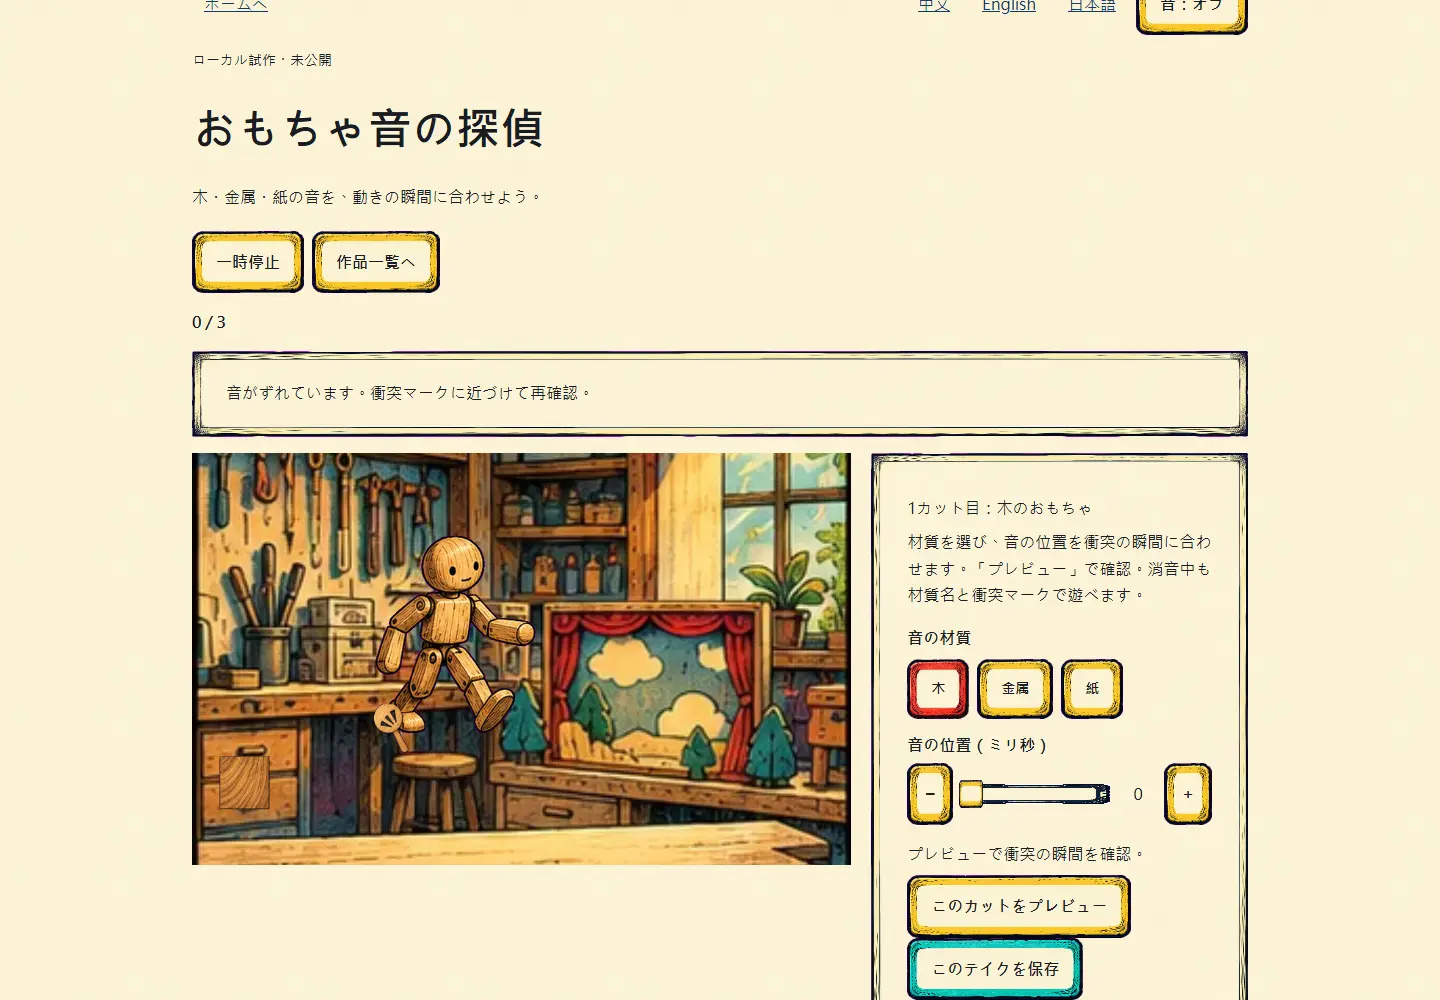 ホームへ
中文 English 日本語 音：オフ
ローカル試作・未公開
おもちゃ音の探偵
木・金属・紙の音を、動きの瞬間に合わせよう。
一時停止 作品一覧へ
0 / 3
音がずれています。衝突マークに近づけて再確認。
1カット目：木のおもちゃ
材質を選び、音の位置を衝突の瞬間に合わ
せます。「プレビュー」で確認。消音中も
材質名と衝突マークで遊べます。
音の材質
木 金属 紙
音の位置（ミリ秒）
− 0 +
プレビューで衝突の瞬間を確認。
このカットをプレビュー
このテイクを保存